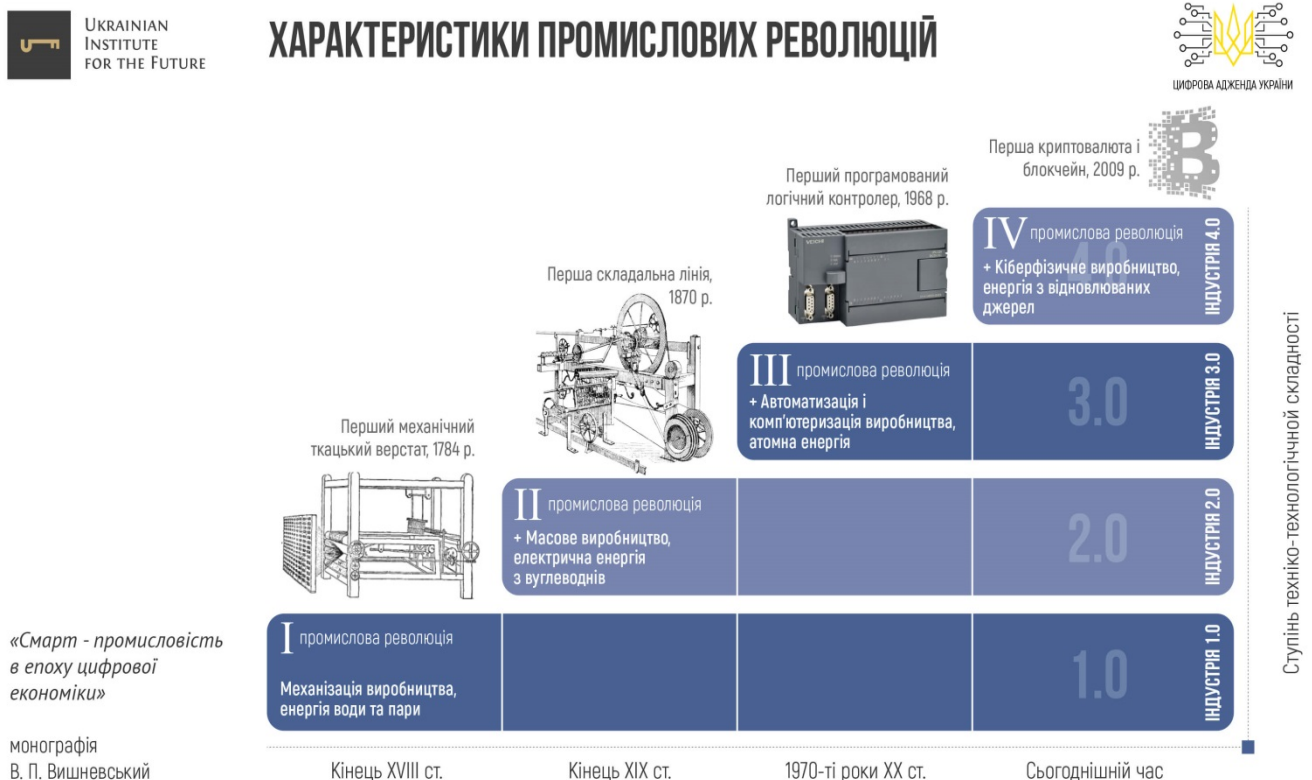 UKRAINIAN
INSTITUTE
FOR THE FUTURE
ХАРАКТЕРИСТИКИ ПРОМИСЛОВИХ РЕВОЛЮЦІЙ
ЦИФРОВА АДЖЕНДА УКРАЇНИ
Перша криптовалюта і
блокчейн, 2009 р.
Перший програмований
логічний контролер, 1968 р.
IV промислова революція
4.0
+ Кіберфізичне виробництво,
енергія з відновлюваних
джерел
ІНДУСТРІЯ 4.0
Перша складальна лінія,
1870 р.
III промислова революція
+ Автоматизація і
комп'ютеризація виробництва,
атомна енергія
3.0
ІНДУСТРІЯ 3.0
Перший механічний
ткацький верстат, 1784 р.
II промислова революція
+ Масове виробництво,
електрична енергія
з вуглеводнів
2.0
ІНДУСТРІЯ 2.0
I промислова революція
Механізація виробництва,
енергія води та пари
1.0
ІНДУСТРІЯ 1.0
Ступінь техніко-технологіччной складності
«Смарт - промисловість
в епоху цифрової
економіки»
монографія
В. П. Вишневський
Кінець XVIII ст.
Кінець XIX ст.
1970-ті роки XX ст.
Сьогоднішній час